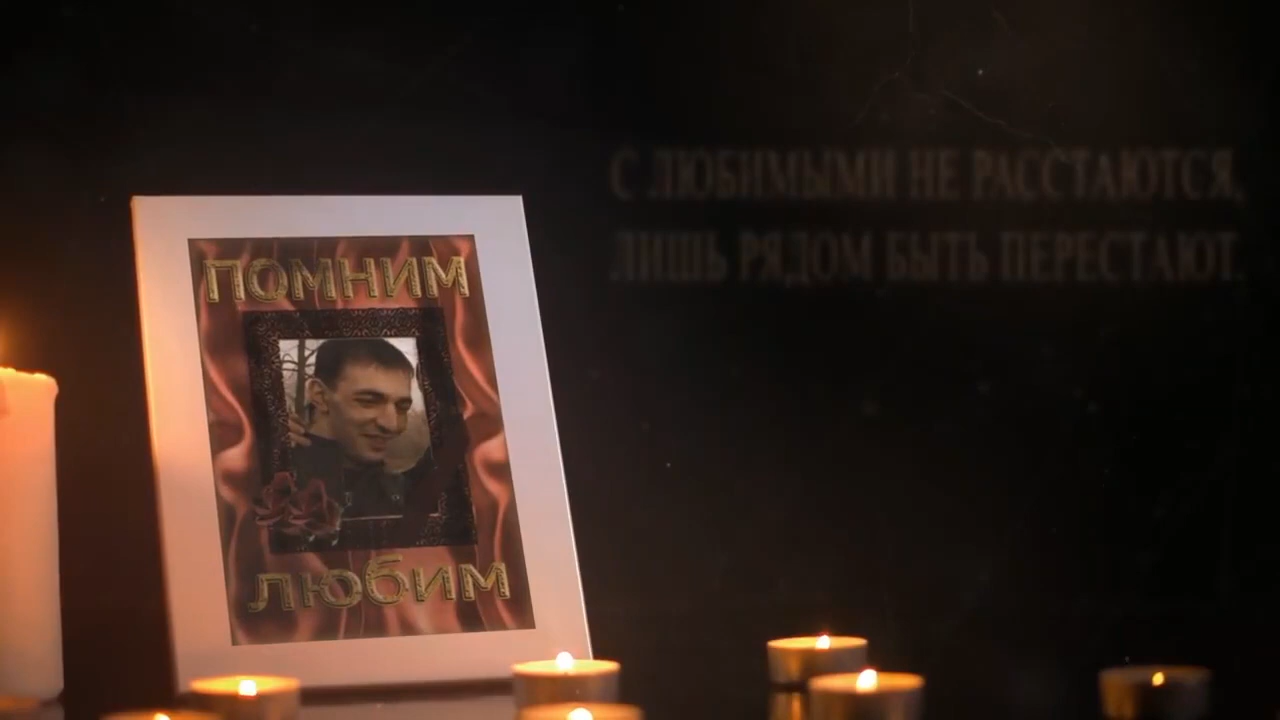 ПОМНИМ
ЛЮБИМ
С ЛЮБИМЫМИ НЕ РАССТАЮТСЯ,
ЛИШЬ РЯДОМ БЫТЬ ПЕРЕСТАЮТ.